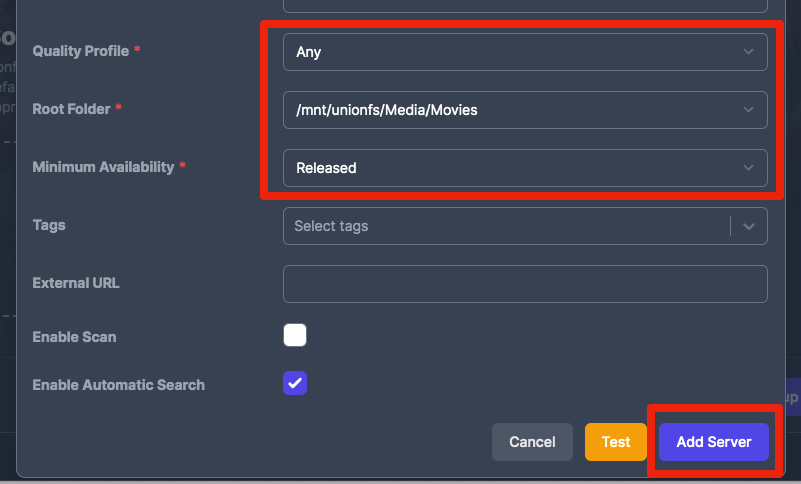 Quality Profile *
Any
Root Folder *
/mnt/unionfs/Media/Movies
Minimum Availability *
Released
Tags
Select tags
External URL
Enable Scan
Enable Automatic Search
Cancel
Test
Add Server